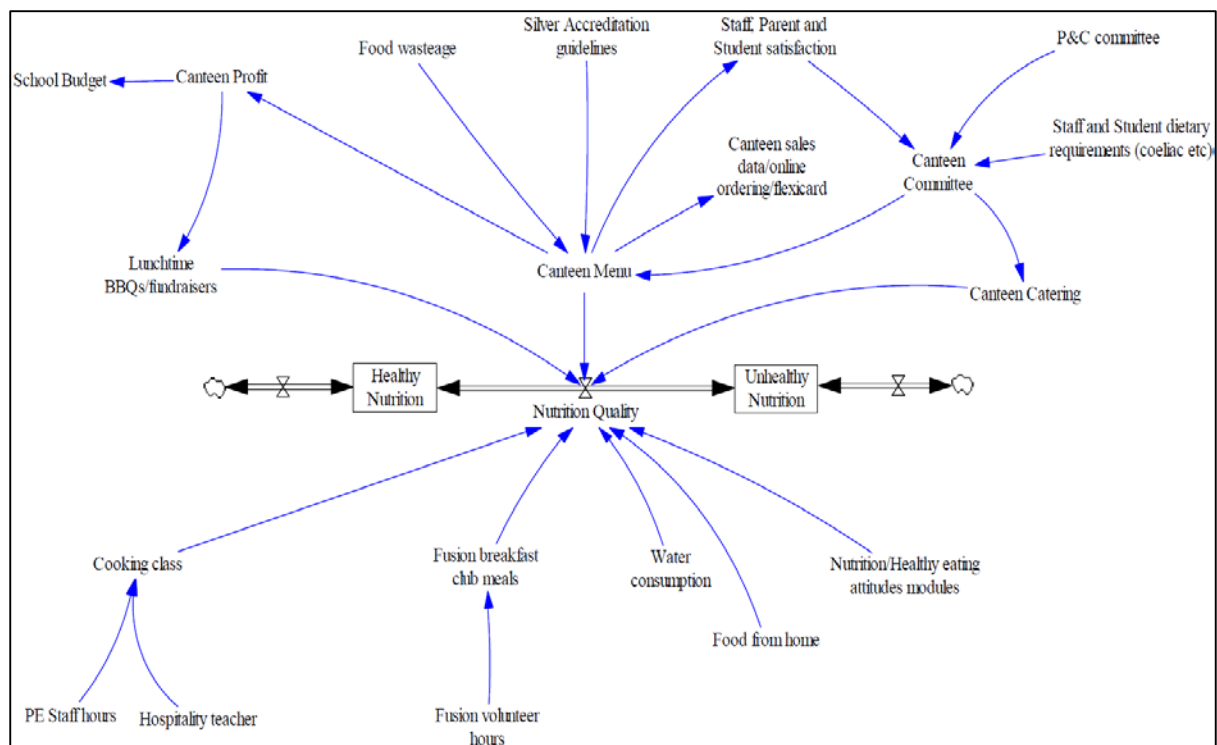 Silver Accreditation
guidelines
Staff, Parent and
Student satisfaction
P&C committee
Food wasteage
School Budget
Canteen Profit
Canteen sales
data/online
ordering/flexicard
Staff and Student dietary
requirements (coeliac etc)
Canteen
Committee
Lunchtime
BBQs/fundraisers
Canteen Menu
Canteen Catering
Healthy
Nutrition
Unhealthy
Nutrition
Nutrition Quality
Cooking class
Fusion breakfast
club meals
Water
consumption
Nutrition/Healthy eating
attitudes modules
Food from home
PE Staff hours
Hospitality teacher
Fusion volunteer
hours